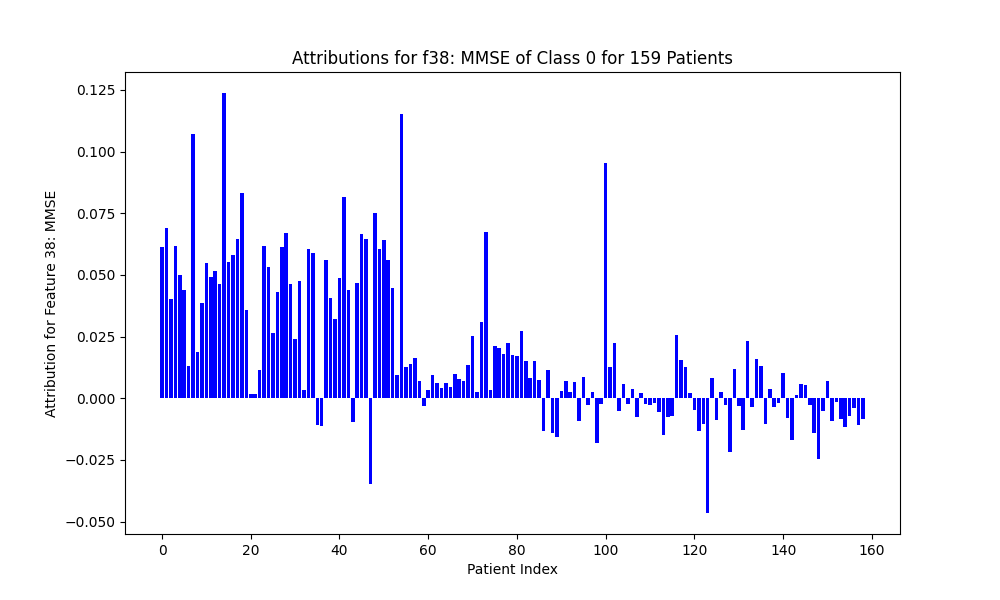 Attributions for f38: MMSE of Class 0 for 159 Patients
Attribution for Feature 38: MMSE
0.125
0.100
0.075
0.050
0.025
0.000
−0.025
−0.050
0 20 40 60 80 100 120 140 160
Patient Index